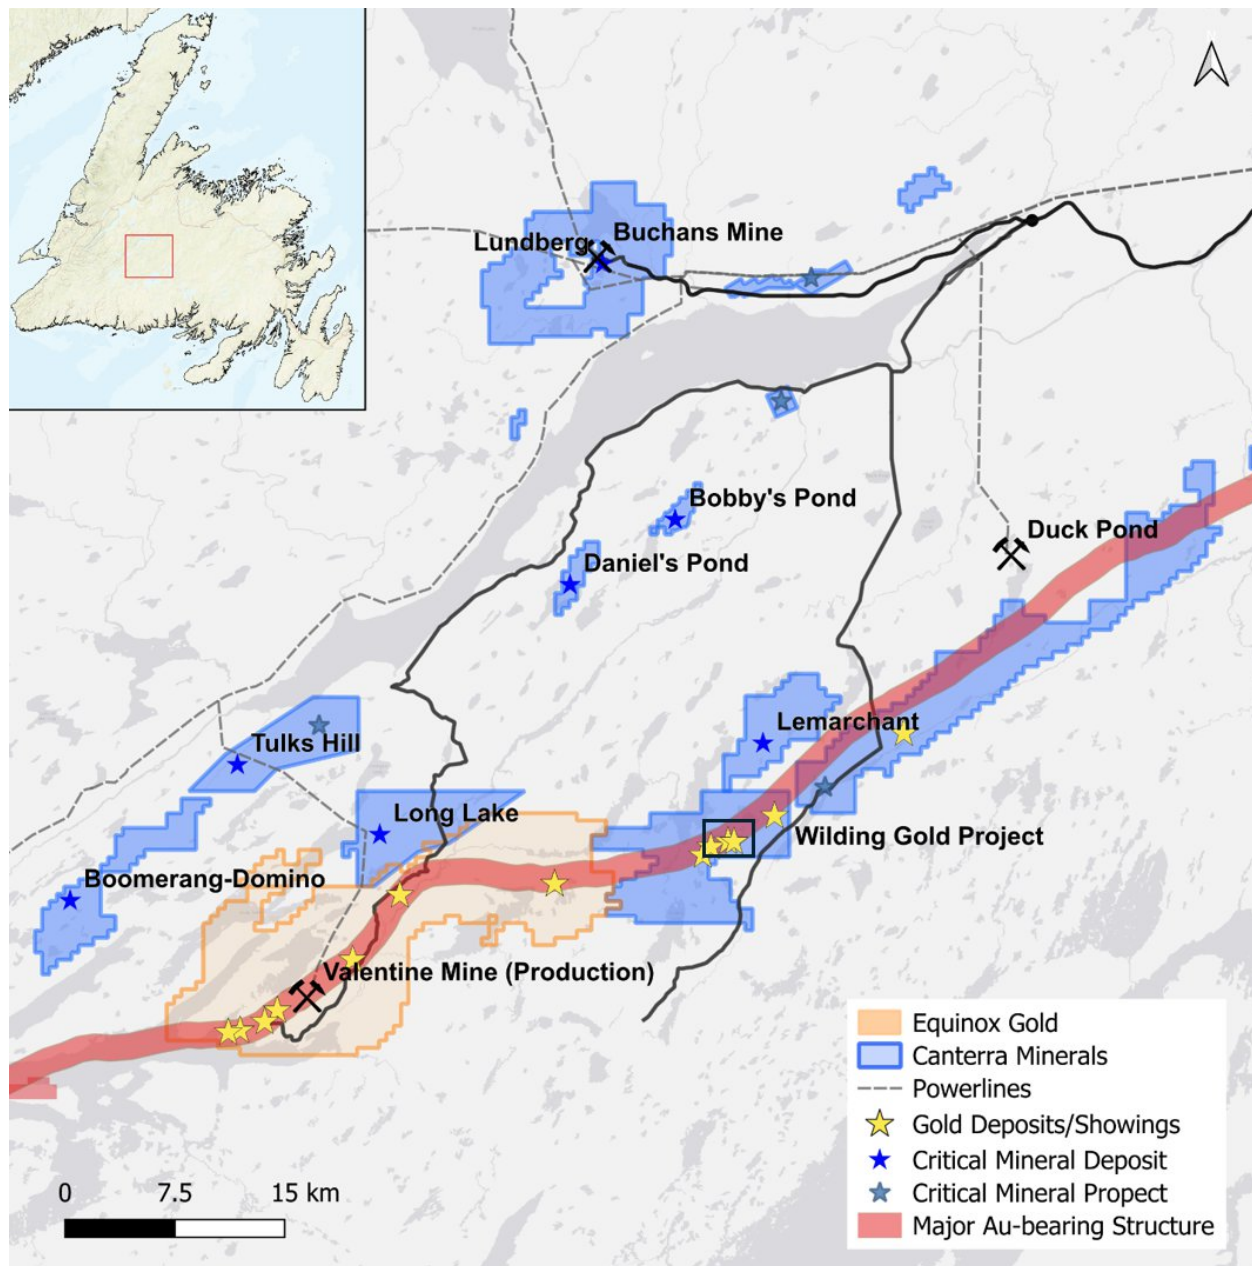 Buchans Mine
Lundberg
Bobby's Pond
Duck Pond
Daniel's Pond
Lemarchant
Tulks Hill
Long Lake
Wilding Gold Project
Boomerang-Domino
Valentine Mine (Production)
Equinox Gold
Canterra Minerals
Powerlines
Gold Deposits/Showings
Critical Mineral Deposit
Critical Mineral Propect
Major Au-bearing Structure
0 7.5 15 km